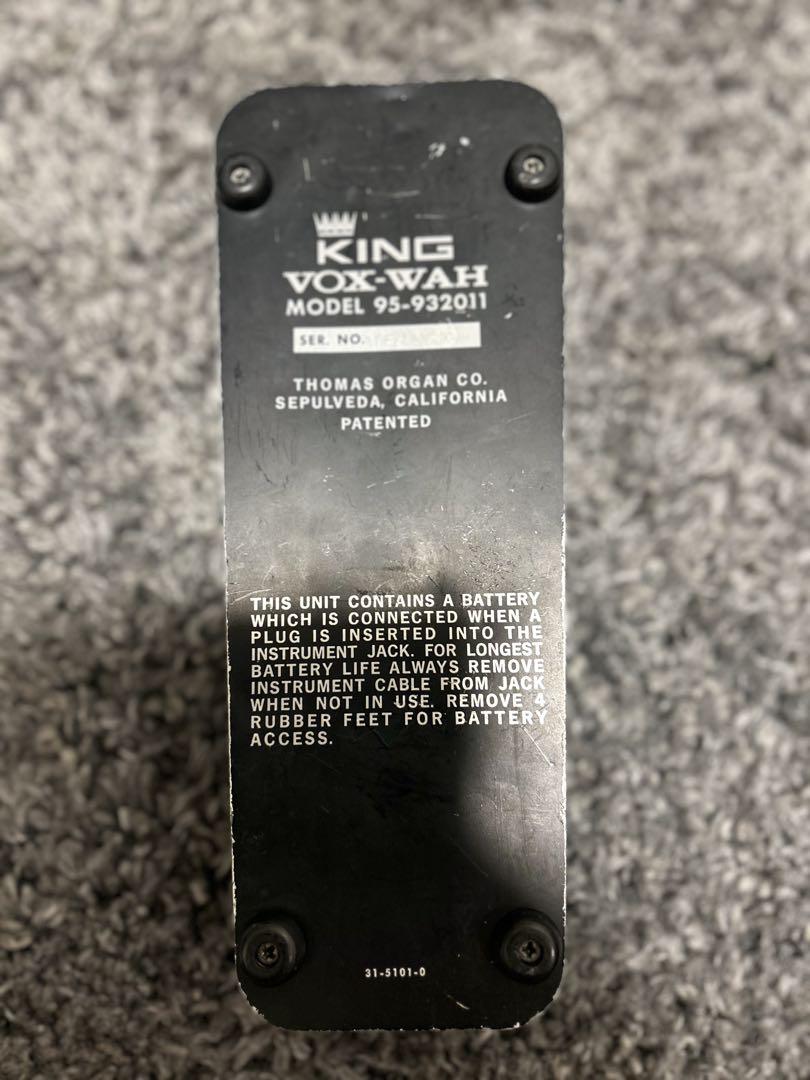 KING
VOX-WAH
MODEL 95-932011
SER. NO.
THOMAS ORGAN CO.
SEPULVEDA, CALIFORNIA
PATENTED
THIS UNIT CONTAINS A BATTERY
WHICH IS CONNECTED WHEN A
PLUG IS INSERTED INTO THE
INSTRUMENT JACK. FOR LONGEST
BATTERY LIFE ALWAYS REMOVE
INSTRUMENT CABLE FROM JACK
WHEN NOT IN USE. REMOVE 4
RUBBER FEET FOR BATTERY
ACCESS.
31-5101-0